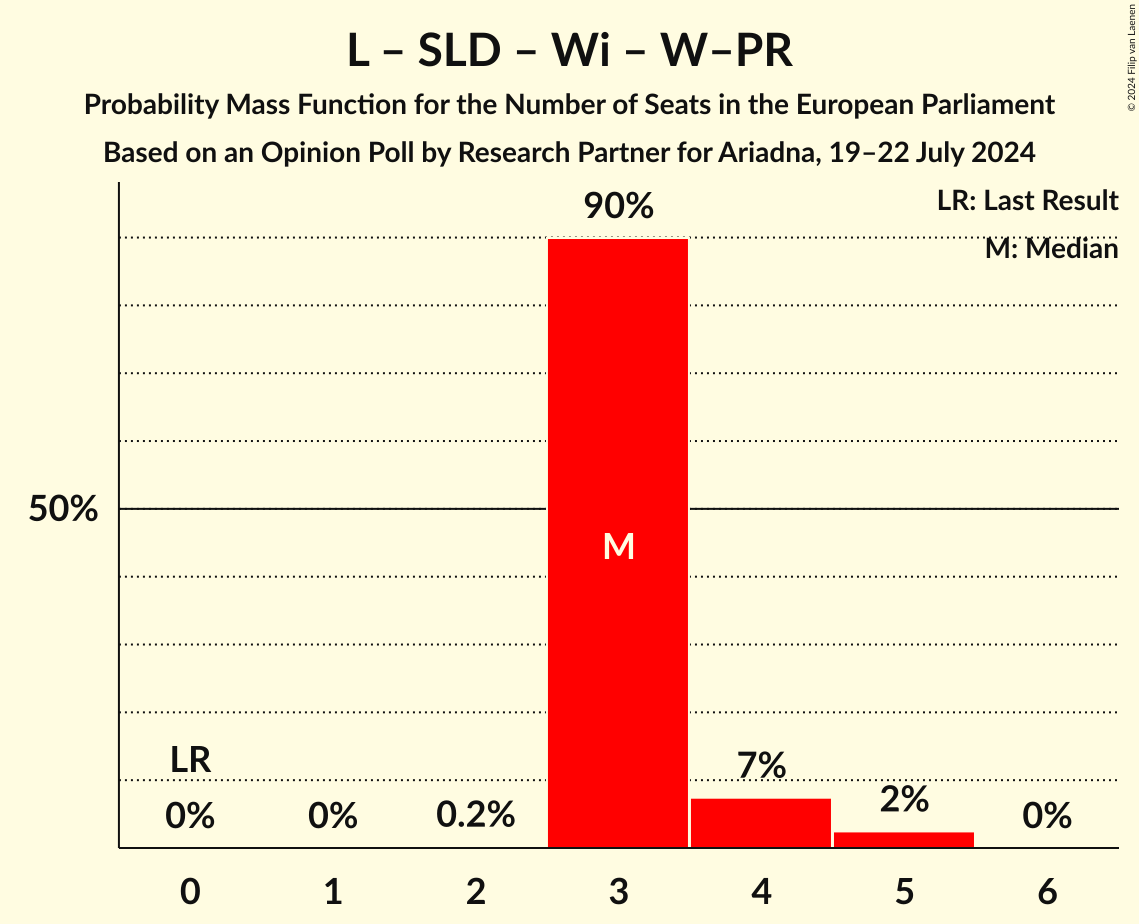 L – SLD – Wi – W–PR
Probability Mass Function for the Number of Seats in the European Parliament
Based on an Opinion Poll by Research Partner for Ariadna, 19–22 July 2024
© 2024 Filip van Laenen
LR: Last Result
M: Median
90%
50%
M
LR
7%
2%
0%
0%
0.2%
0%
0
1
2
3
4
5
6